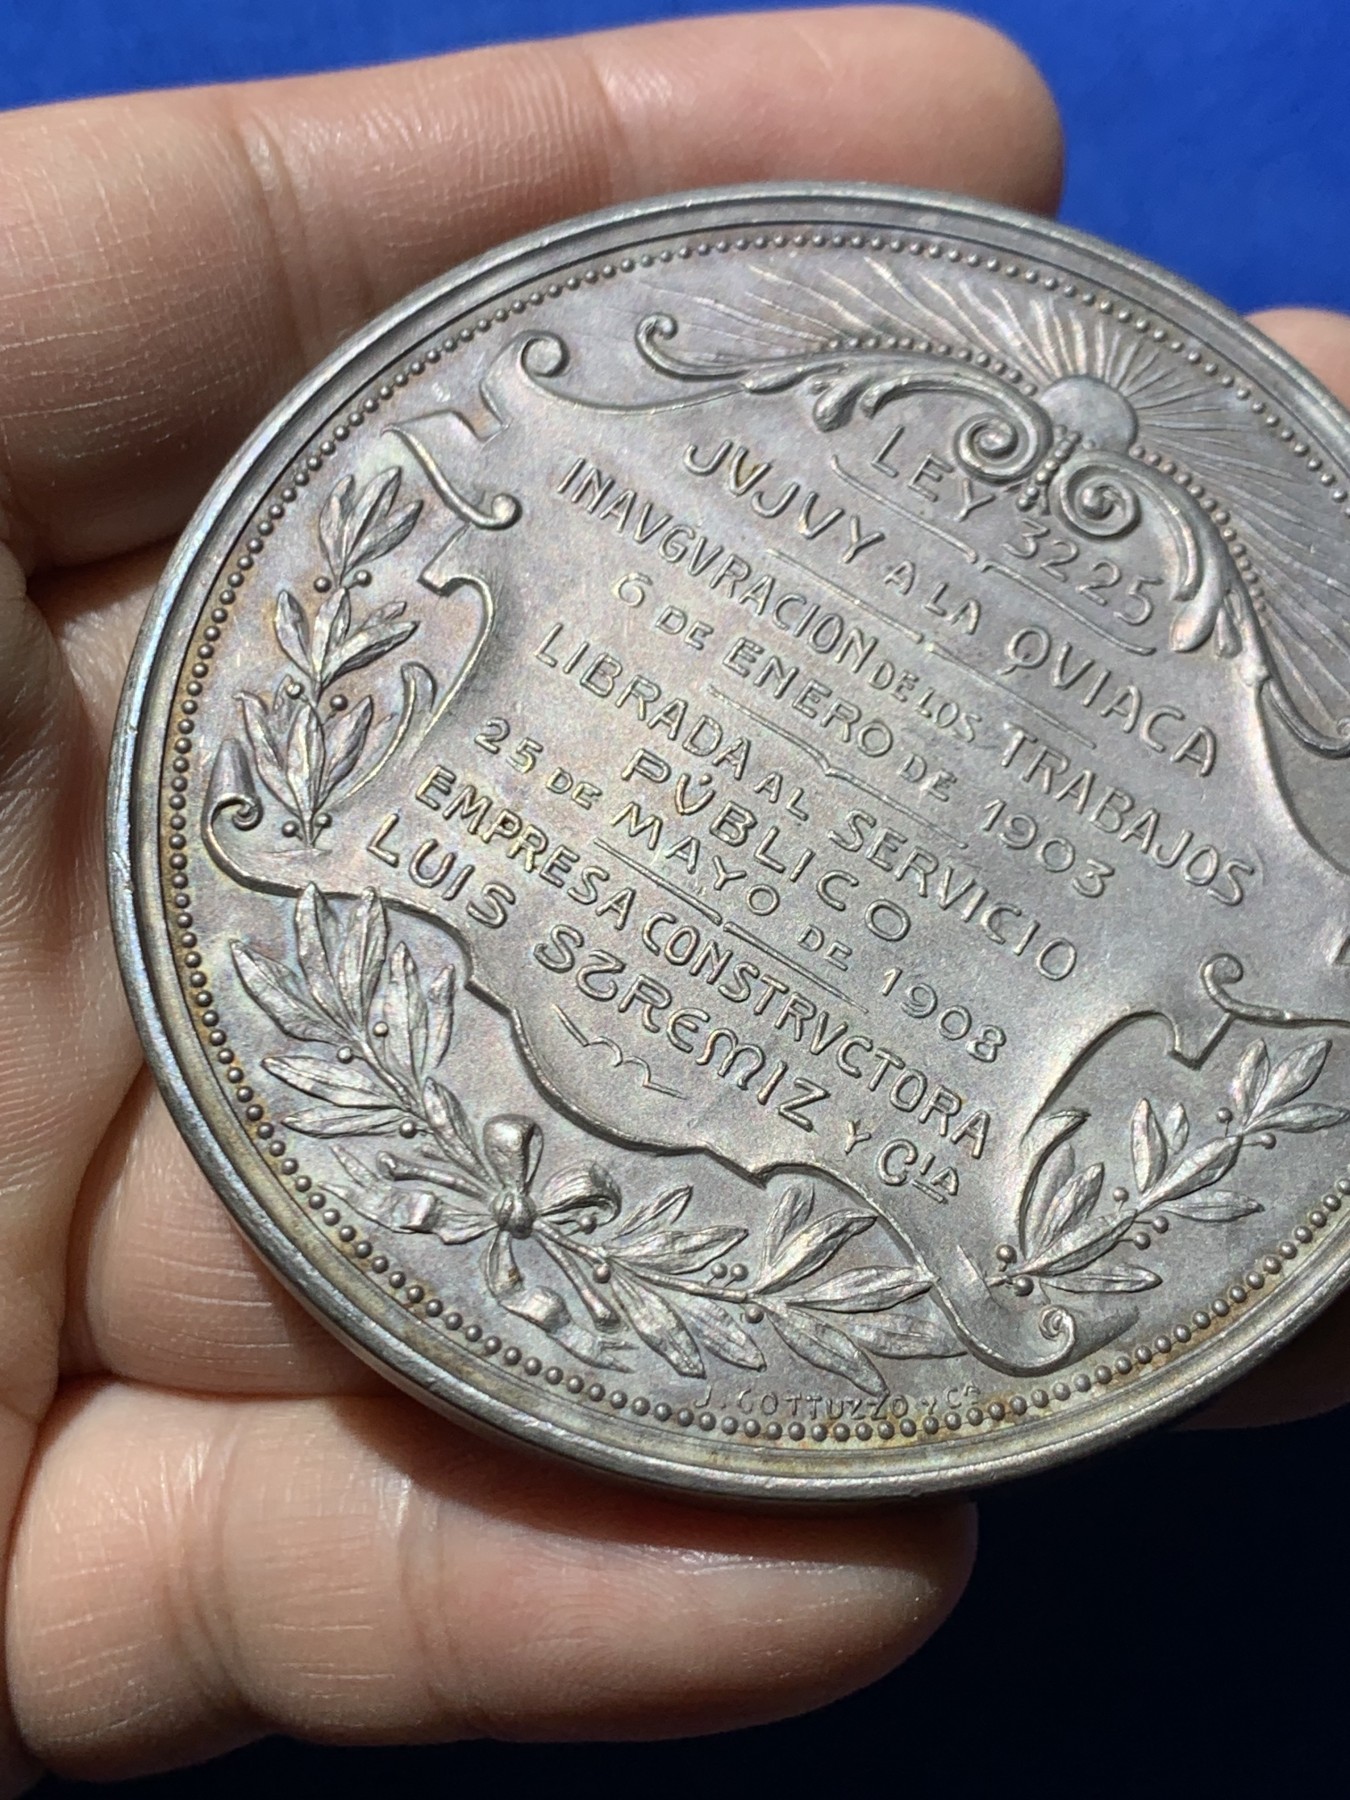 LEY 3225
JVJVY A LA QVIACA
INAVGVRACION DE LOS TRABAJOS
6 DE ENERO DE 1903
LIBRADA AL SERVICIO
PÚBLICO
25 DE MAYO DE 1908
EMPRESA CONSTRVCTORA
LUIS SZREMIZ Y CIA
J. GOTTUZZO Y CA